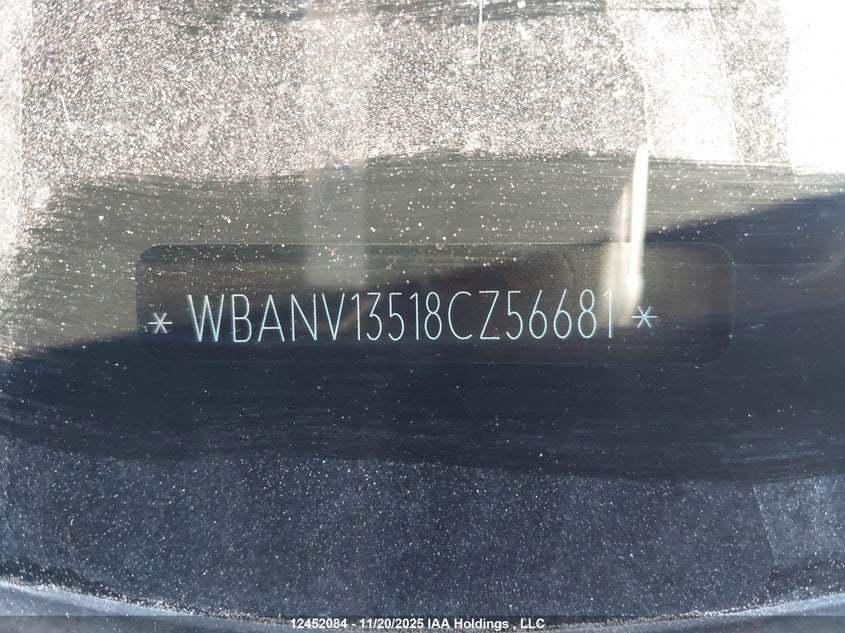 * WBANV13518CZ56681 *
12452084 - 11/20/2025 IAA Holdings , LLC